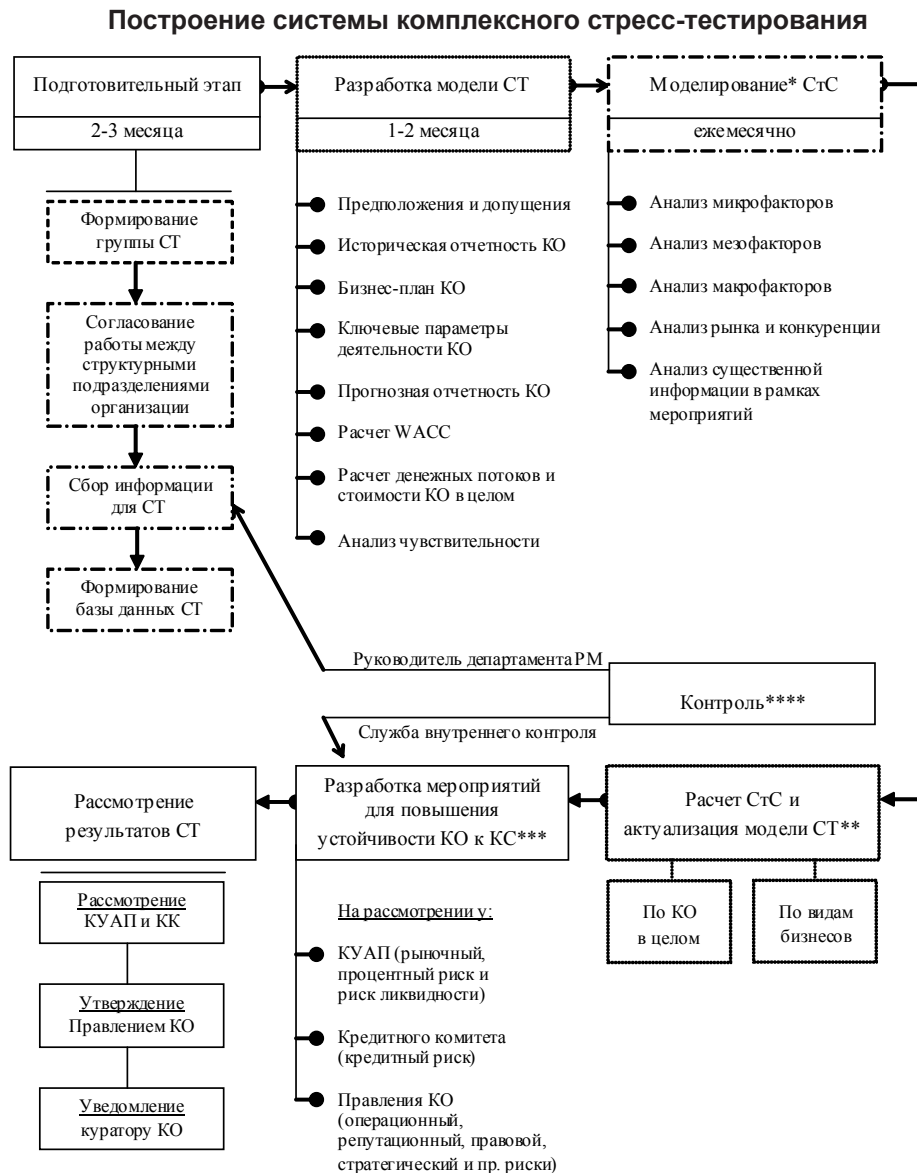 Построение системы комплексного стресс-тестирования
Подготовительный этап
2-3 месяца
Разработка модели СТ
1-2 месяца
Моделирование* СтС
ежемесячно
Формирование
группы СТ
Согласование
работы между
структурными
подразделениями
организации
Сбор информации
для СТ
Формирование
базы данных СТ
Предположения и допущения
Историческая отчетность КО
Бизнес-план КО
Ключевые параметры
деятельности КО
Прогнозная отчетность КО
Расчет WACC
Расчет денежных потоков и
стоимости КО в целом
Анализ чувствительности
Анализ микрофакторов
Анализ мезофакторов
Анализ макрофакторов
Анализ рынка и конкуренции
Анализ существенной
информации в рамках
мероприятий
Руководитель департамента РМ
Контроль****
Служба внутреннего контроля
Рассмотрение
результатов СТ
Разработка мероприятий
для повышения
устойчивости КО к КС***
Расчет СтС и
актуализация модели СТ**
Рассмотрение
КУАП и КК
Утверждение
Правлением КО
Уведомление
куратору КО
На рассмотрении у:
КУАП (рыночный,
процентный риск и
риск ликвидности)
Кредитного комитета
(кредитный риск)
Правления КО
(операционный,
репутационный, правовой,
стратегический и пр. риски)
По КО
в целом
По видам
бизнесов